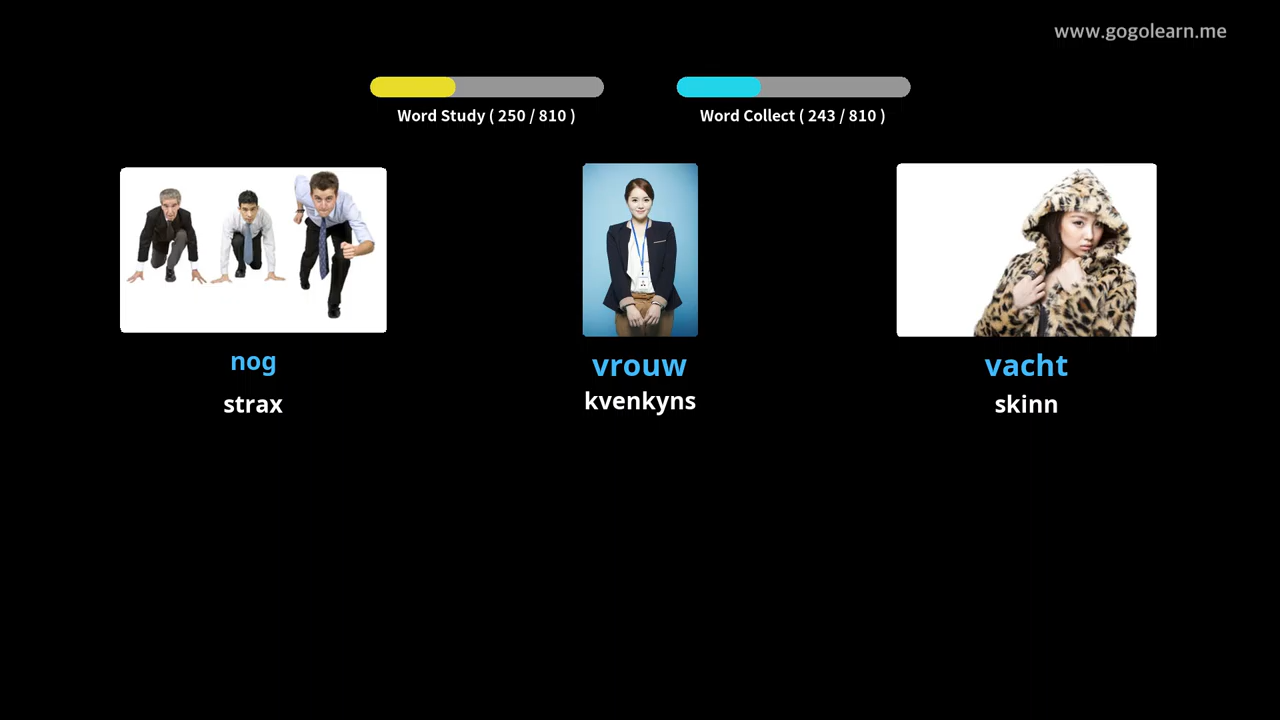 www.gogolearn.me
Word Study ( 250 / 810 )
Word Collect ( 243 / 810 )
nog
strax
vrouw
kvenkyns
vacht
skinn